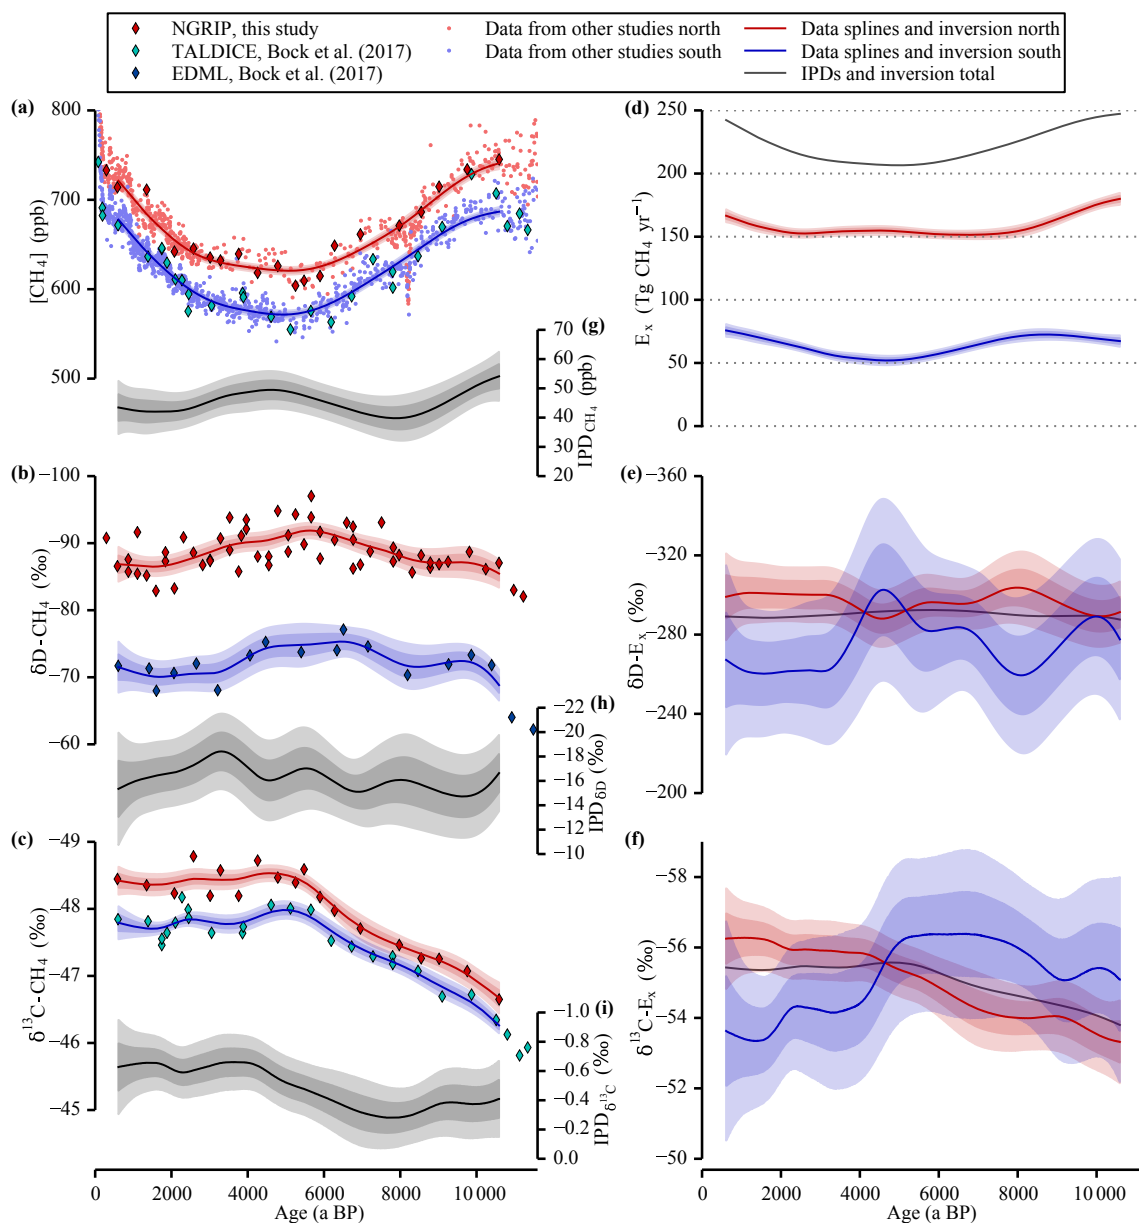 NGRIP, this study
TALDICE, Bock et al. (2017)
EDML, Bock et al. (2017)
Data from other studies north
Data from other studies south
Data splines and inversion north
Data splines and inversion south
IPDs and inversion total
(a)
800
700
600
500
[CH₄] (ppb)
(g)
70
60
50
40
30
20
IPD_CH₄ (ppb)
(b)
−100
−90
−80
−70
−60
δD-CH₄ (‰)
(h)
−22
−20
−18
−16
−14
−12
−10
IPD_δD (‰)
(c)
−49
−48
−47
−46
−45
δ¹³C-CH₄ (‰)
(i)
−1.0
−0.8
−0.6
−0.4
−0.2
0.0
IPD_δ¹³C (‰)
0 2000 4000 6000 8000 10 000
Age (a BP)
(d)
250
200
150
100
50
0
Eₓ (Tg CH₄ yr⁻¹)
(e)
−360
−320
−280
−240
−200
δD-Eₓ (‰)
(f)
−58
−56
−54
−52
−50
δ¹³C-Eₓ (‰)
0 2000 4000 6000 8000 10 000
Age (a BP)